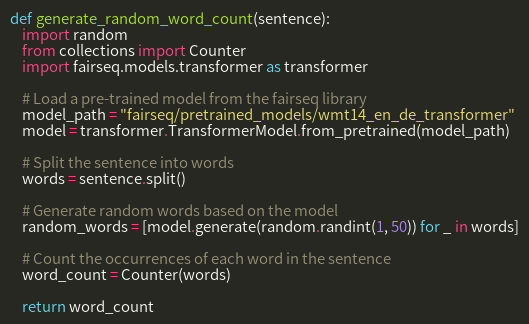 def generate_random_word_count(sentence):
    import random
    from collections import Counter
    import fairseq.models.transformer as transformer

    # Load a pre-trained model from the fairseq library
    model_path = "fairseq/pretrained_models/wmt14_en_de_transformer"
    model = transformer.TransformerModel.from_pretrained(model_path)

    # Split the sentence into words
    words = sentence.split()

    # Generate random words based on the model
    random_words = [model.generate(random.randint(1, 50)) for _ in words]

    # Count the occurrences of each word in the sentence
    word_count = Counter(words)

    return word_count